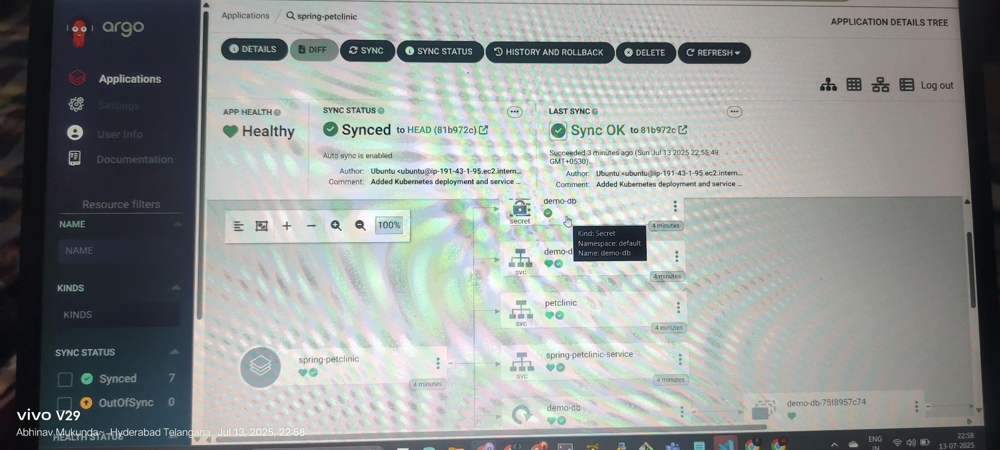 argo
Applications
Settings
User Info
Documentation
Resource filters
NAME
NAME
KINDS
KINDS
SYNC STATUS
Synced 7
OutOfSync 0
HEALTH STATUS
Applications / spring-petclinic
APPLICATION DETAILS TREE
DETAILS DIFF SYNC SYNC STATUS HISTORY AND ROLLBACK DELETE REFRESH
Log out
APP HEALTH
Healthy
SYNC STATUS
Synced to HEAD (81b972c)
Auto sync is enabled.
Author: Ubuntu <ubuntu@ip-191-43-1-95.ec2.intern...
Comment: Added Kubernetes deployment and service ...
LAST SYNC
Sync OK to 81b972c
Succeeded 3 minutes ago (Sun Jul 13 2025 22:55:49
GMT+0530)
Author: Ubuntu <ubuntu@ip-191-43-1-95.ec2.intern...
Comment: Added Kubernetes deployment and service ...
100%
demo-db
secret
4 minutes
Kind: Secret
Namespace: default
Name: demo-db
demo-d
svc
4 minutes
petclinic
svc
4 minutes
spring-petclinic
4 minutes
spring-petclinic-service
svc
4 minutes
demo-db
demo-db-75f8957c74
vivo V29
Abhinav Mukunda~ Hyderabad Telangana Jul 13, 2025, 22:58
ENG
IN
22:58
13-07-2025